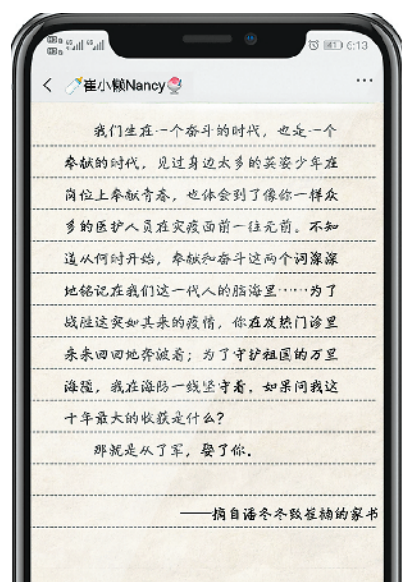 6:13
崔小懒Nancy
我们生在一个奋斗的时代，也是一个
奉献的时代，见过身边太多的英姿少年在
岗位上奉献青春，也体会到了像你一样众
多的医护人员在灾疫面前一往无前。不知
道从何时开始，奉献和奋斗这两个词深深
地铭记在我们这一代人的脑海里……为了
战胜这突如其来的疫情，你在发热门诊里
来来回回地奔波着；为了守护祖国的万里
海疆，我在海防一线坚守着。如果问我这
十年最大的收获是什么？
那就是从了军，娶了你。
——摘自潘冬冬致崔楠的家书